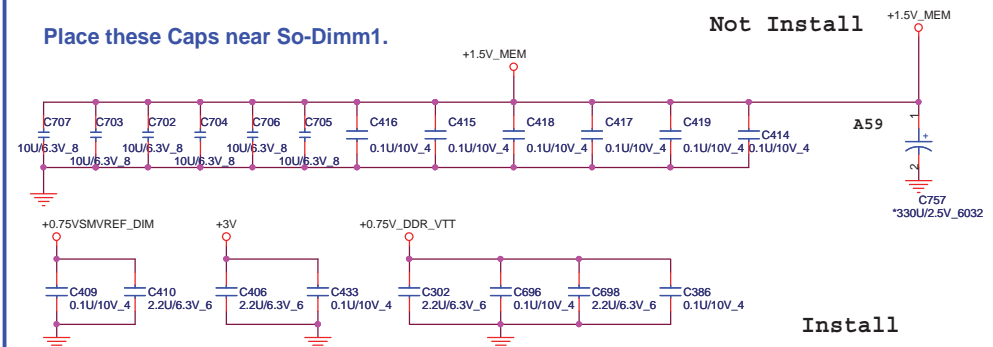 Place these Caps near So-Dimm1.
Not Install
+1.5V_MEM
+1.5V_MEM
C707
C703
C702
C704
C706
C705
C416
C415
C418
C417
C419
C414
10U/6.3V_8
10U/6.3V_8
10U/6.3V_8
10U/6.3V_8
10U/6.3V_8
10U/6.3V_8
0.1U/10V_4
0.1U/10V_4
0.1U/10V_4
0.1U/10V_4
0.1U/10V_4
0.1U/10V_4
A59
1
+
2
C757
*330U/2.5V_6032
+0.75VSMVREF_DIM
+3V
+0.75V_DDR_VTT
C409
0.1U/10V_4
C410
2.2U/6.3V_6
C406
2.2U/6.3V_6
C433
0.1U/10V_4
C302
2.2U/6.3V_6
C696
0.1U/10V_4
C698
2.2U/6.3V_6
C386
0.1U/10V_4
Install